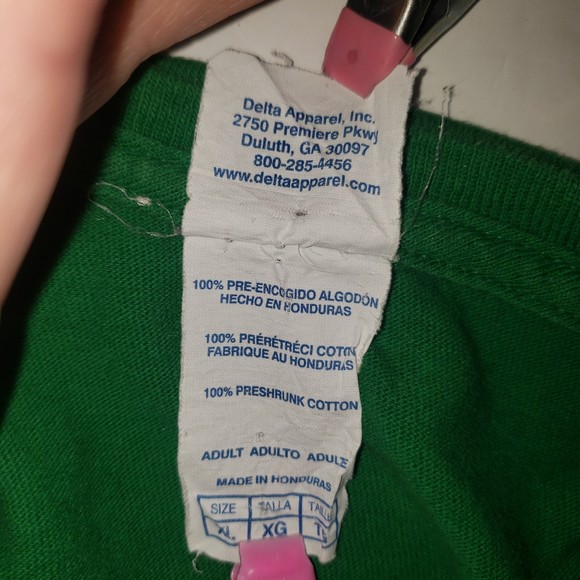 Delta Apparel, Inc.
2750 Premiere Pkwy
Duluth, GA 30097
800-285-4456
www.deltaapparel.com
100% PRE-ENCOGIDO ALGODÓN
HECHO EN HONDURAS
100% PRÉRÉTRÉCI COTON
FABRIQUE AU HONDURAS
100% PRESHRUNK COTTON
ADULT ADULTO ADULTE
MADE IN HONDURAS
SIZE TALLA
XL XG